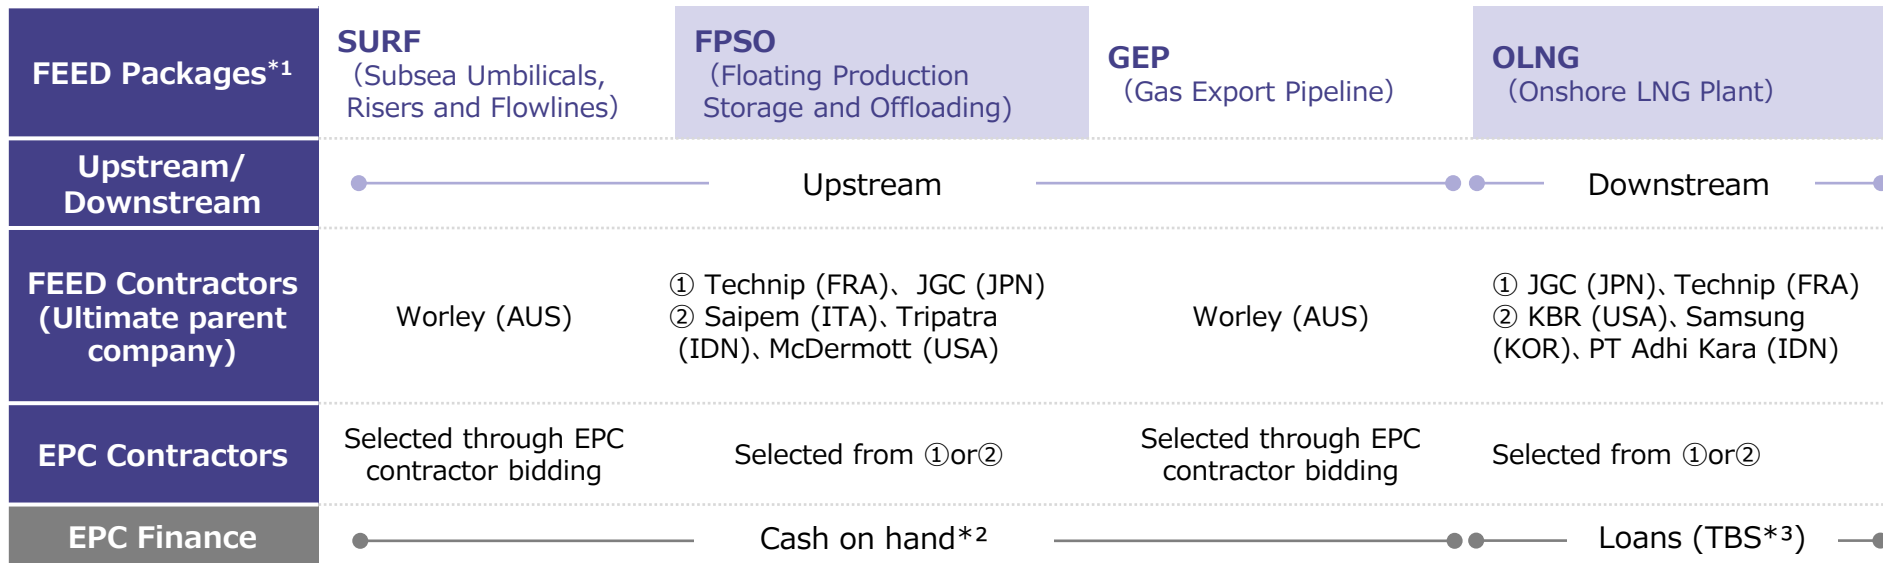 FEED Packages*1
SURF
（Subsea Umbilicals,
Risers and Flowlines）
FPSO
（Floating Production
Storage and Offloading）
GEP
（Gas Export Pipeline）
OLNG
（Onshore LNG Plant）
Upstream/
Downstream
Upstream
Downstream
FEED Contractors
(Ultimate parent
company)
Worley (AUS)
① Technip (FRA)、 JGC (JPN)
② Saipem (ITA)、Tripatra
(IDN)、McDermott (USA)
Worley (AUS)
① JGC (JPN)、Technip (FRA)
② KBR (USA)、Samsung
(KOR)、PT Adhi Kara (IDN)
EPC Contractors
Selected through EPC
contractor bidding
Selected from ①or②
Selected through EPC
contractor bidding
Selected from ①or②
EPC Finance
Cash on hand*²
Loans (TBS*³)